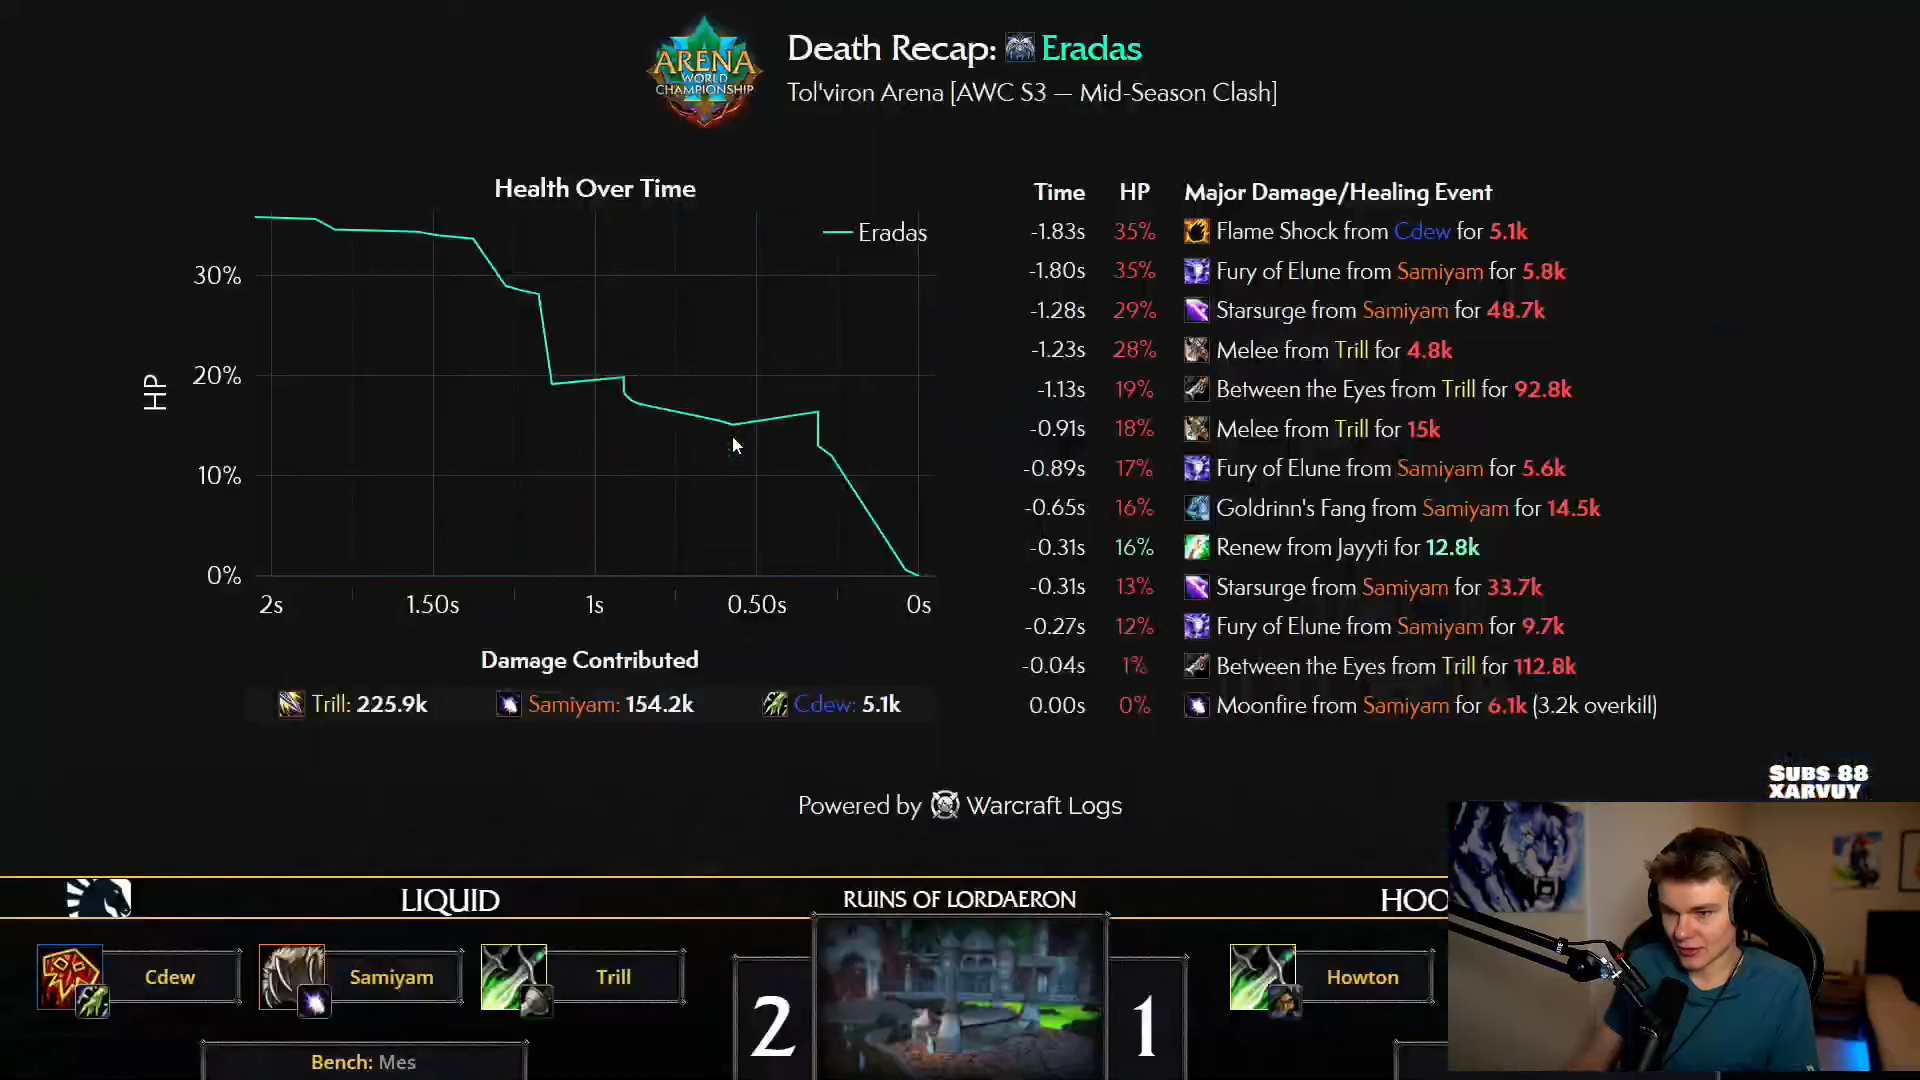 ARENA
WORLD
CHAMPIONSHIP
Death Recap: Eradas
Tol'viron Arena [AWC S3 — Mid-Season Clash]
Health Over Time
Eradas
HP
30%
20%
10%
0%
2s 1.50s 1s 0.50s 0s
Damage Contributed
Trill: 225.9k Samiyam: 154.2k Cdew: 5.1k
Time HP Major Damage/Healing Event
-1.83s 35% Flame Shock from Cdew for 5.1k
-1.80s 35% Fury of Elune from Samiyam for 5.8k
-1.28s 29% Starsurge from Samiyam for 48.7k
-1.23s 28% Melee from Trill for 4.8k
-1.13s 19% Between the Eyes from Trill for 92.8k
-0.91s 18% Melee from Trill for 15k
-0.89s 17% Fury of Elune from Samiyam for 5.6k
-0.65s 16% Goldrinn's Fang from Samiyam for 14.5k
-0.31s 16% Renew from Jayyti for 12.8k
-0.31s 13% Starsurge from Samiyam for 33.7k
-0.27s 12% Fury of Elune from Samiyam for 9.7k
-0.04s 1% Between the Eyes from Trill for 112.8k
0.00s 0% Moonfire from Samiyam for 6.1k (3.2k overkill)
SUBS 88
XARVUY
Powered by Warcraft Logs
LIQUID
RUINS OF LORDAERON
HOO
Cdew
Samiyam
Trill
2
1
Howton
Bench: Mes